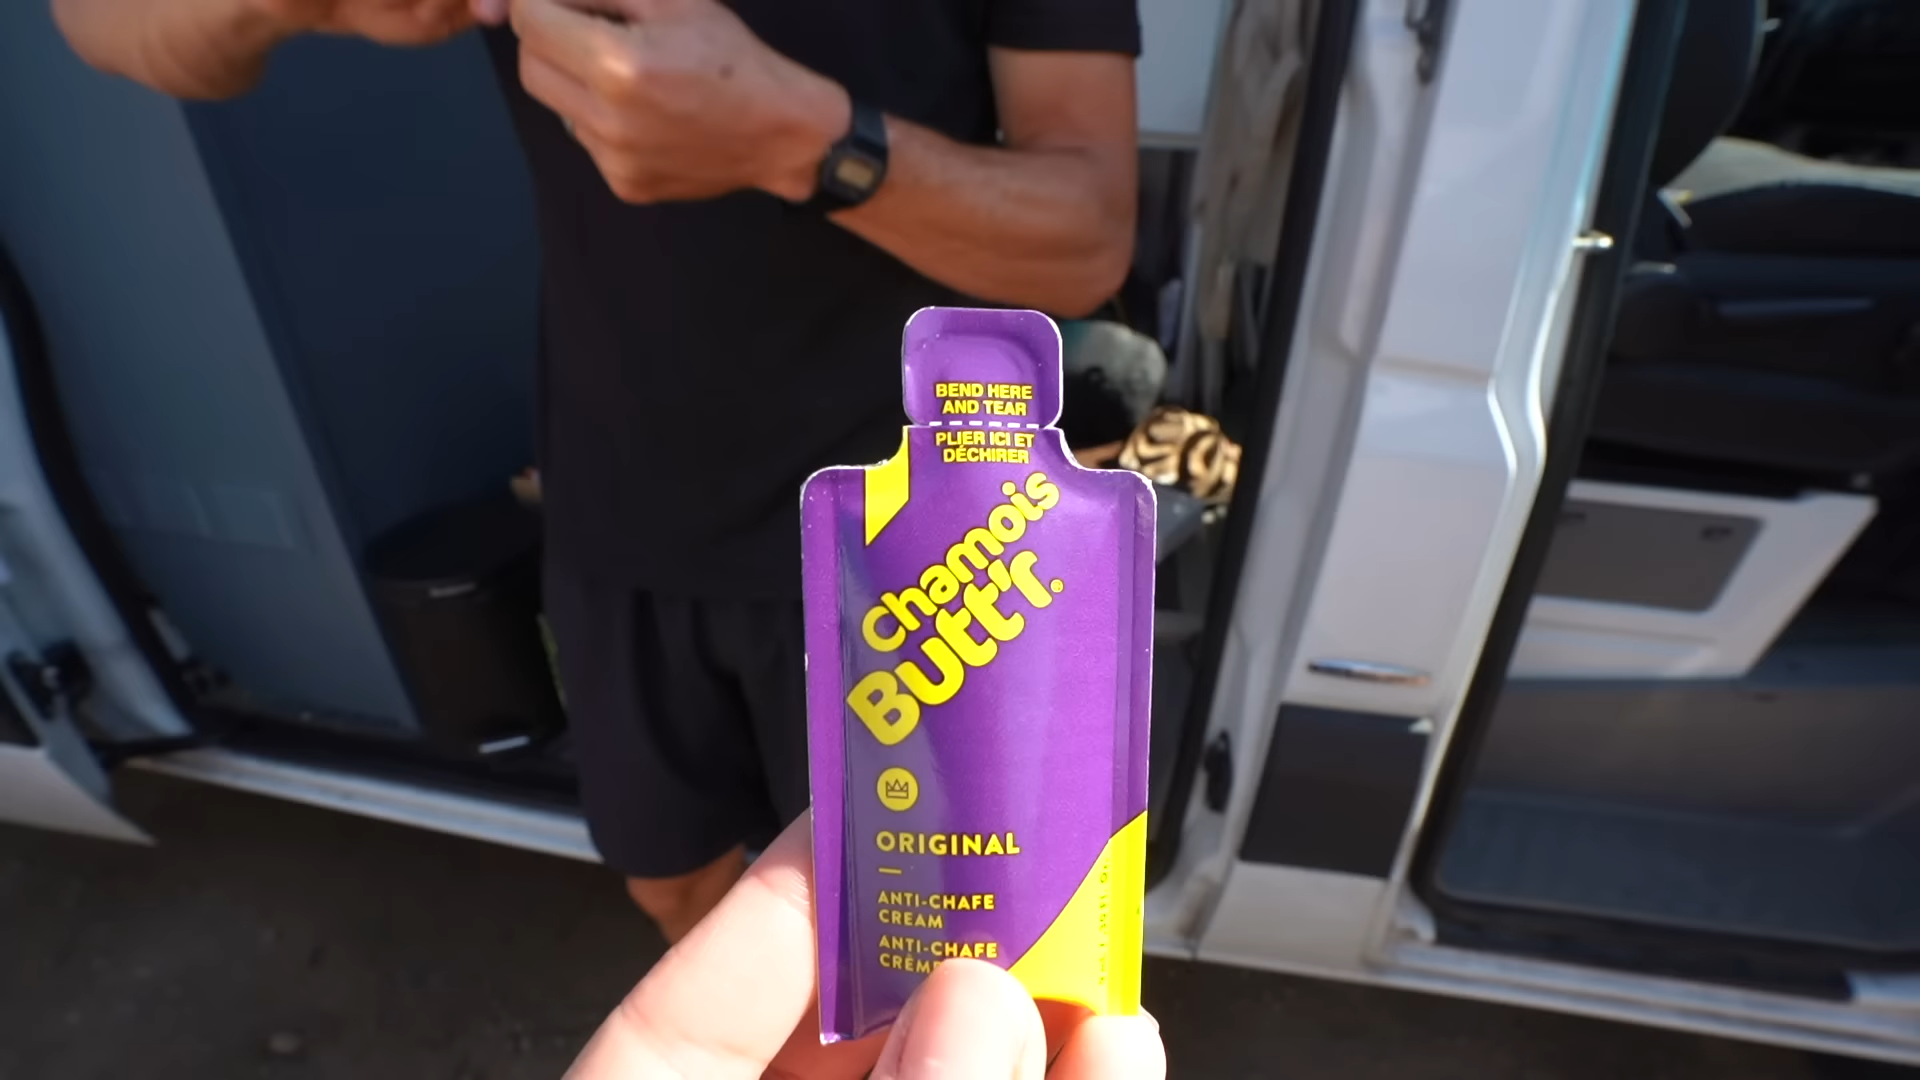 BEND HERE
AND TEAR
PLIER ICI ET
DÉCHIRER
Chamois
Butt'r®
ORIGINAL
ANTI-CHAFE
CREAM
ANTI-CHAFE